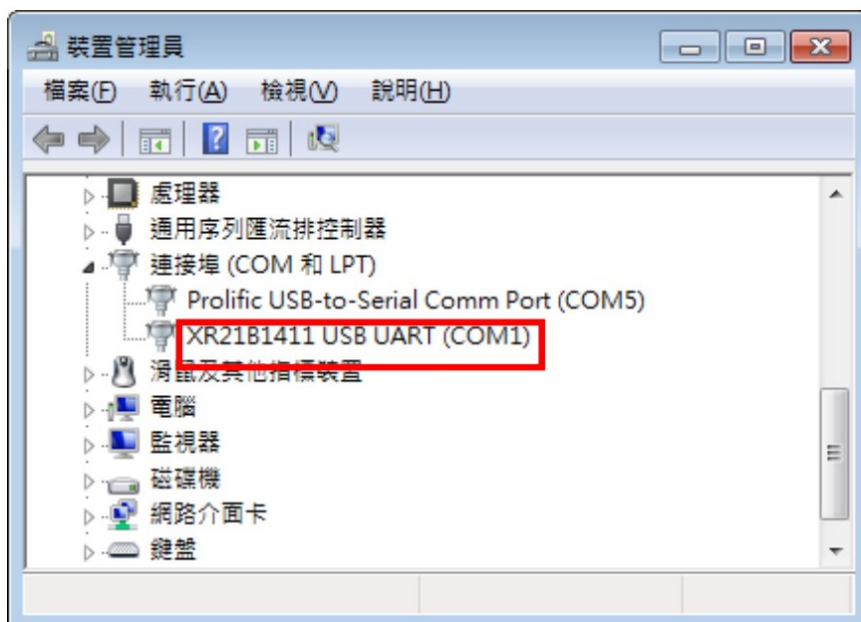 裝置管理員
檔案(F) 執行(A) 檢視(V) 說明(H)
處理器
通用序列匯流排控制器
連接埠 (COM 和 LPT)
Prolific USB-to-Serial Comm Port (COM5)
XR21B1411 USB UART (COM1)
滑鼠及其他指標裝置
電腦
監視器
磁碟機
網路介面卡
鍵盤